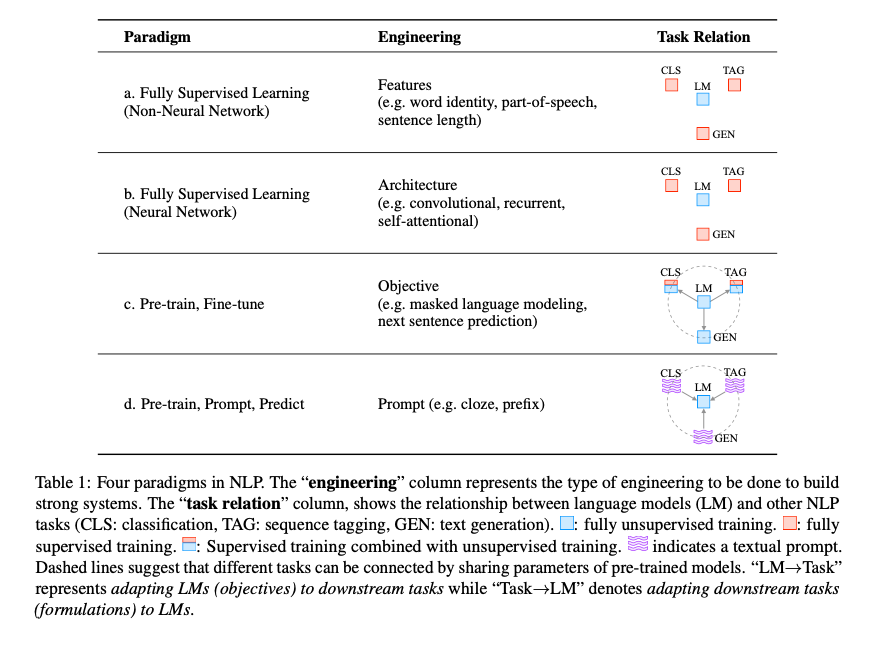 Paradigm Engineering Task Relation
a. Fully Supervised Learning
(Non-Neural Network)
Features
(e.g. word identity, part-of-speech,
sentence length)
CLS TAG
LM
GEN
b. Fully Supervised Learning
(Neural Network)
Architecture
(e.g. convolutional, recurrent,
self-attentional)
CLS TAG
LM
GEN
c. Pre-train, Fine-tune
Objective
(e.g. masked language modeling,
next sentence prediction)
CLS TAG
LM
GEN
d. Pre-train, Prompt, Predict
Prompt (e.g. cloze, prefix)
CLS TAG
LM
GEN
Table 1: Four paradigms in NLP. The “engineering” column represents the type of engineering to be done to build
strong systems. The “task relation” column, shows the relationship between language models (LM) and other NLP
tasks (CLS: classification, TAG: sequence tagging, GEN: text generation). : fully unsupervised training. : fully
supervised training. : Supervised training combined with unsupervised training. indicates a textual prompt.
Dashed lines suggest that different tasks can be connected by sharing parameters of pre-trained models. “LM→Task”
represents adapting LMs (objectives) to downstream tasks while “Task→LM” denotes adapting downstream tasks
(formulations) to LMs.